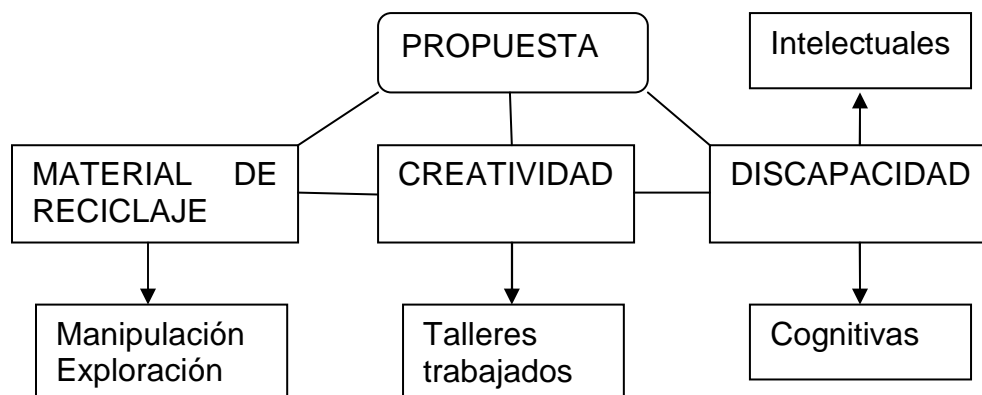 PROPUESTA
Intelectuales
MATERIAL DE
RECICLAJE
CREATIVIDAD
DISCAPACIDAD
Manipulación
Exploración
Talleres
trabajados
Cognitivas